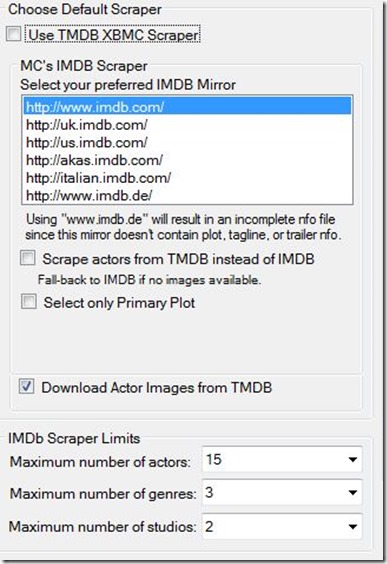 Choose Default Scraper
Use TMDB XBMC Scraper
MC's IMDB Scraper
Select your preferred IMDB Mirror
http://www.imdb.com/
http://uk.imdb.com/
http://us.imdb.com/
http://akas.imdb.com/
http://italian.imdb.com/
http://www.imdb.de/
Using "www.imdb.de" will result in an incomplete nfo file
since this mirror doesn't contain plot, tagline, or trailer nfo.
Scrape actors from TMDB instead of IMDB
Fall-back to IMDB if no images available.
Select only Primary Plot
Download Actor Images from TMDB
IMDb Scraper Limits
Maximum number of actors: 15
Maximum number of genres: 3
Maximum number of studios: 2